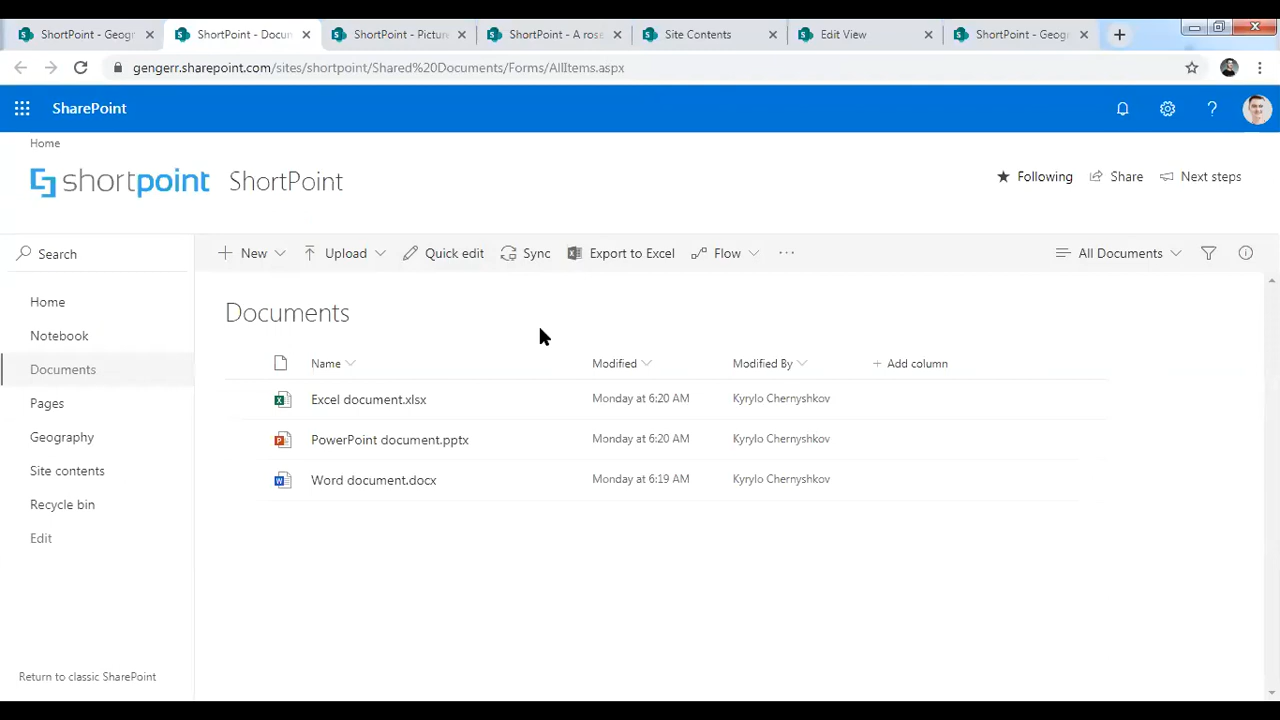 ShortPoint - Geogr
ShortPoint - Docun
ShortPoint - Picture
ShortPoint - A rose
Site Contents
Edit View
ShortPoint - Geog
gengerr.sharepoint.com/sites/shortpoint/Shared%20Documents/Forms/AllItems.aspx
SharePoint
Home
shortpoint ShortPoint
Following
Share
Next steps
Search
New
Upload
Quick edit
Sync
Export to Excel
Flow
All Documents
Home
Notebook
Documents
Pages
Geography
Site contents
Recycle bin
Edit
Documents
Name Modified Modified By + Add column
Excel document.xlsx Monday at 6:20 AM Kyrylo Chernyshkov
PowerPoint document.pptx Monday at 6:20 AM Kyrylo Chernyshkov
Word document.docx Monday at 6:19 AM Kyrylo Chernyshkov
Return to classic SharePoint